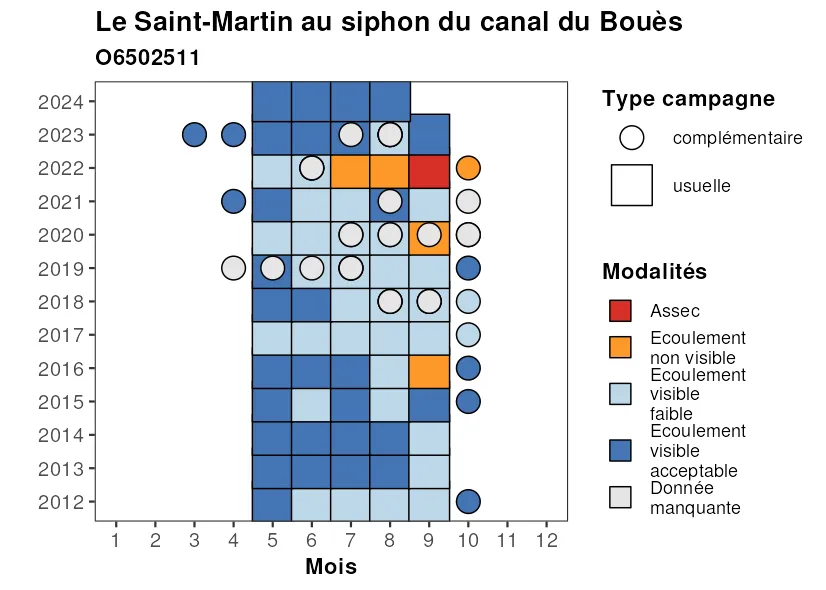 Le Saint-Martin au siphon du canal du Bouès
O6502511
2024
2023
2022
2021
2020
2019
2018
2017
2016
2015
2014
2013
2012
1 2 3 4 5 6 7 8 9 10 11 12
Mois
Type campagne
complémentaire
usuelle
Modalités
Assec
Ecoulement
non visible
Ecoulement
visible
faible
Ecoulement
visible
acceptable
Donnée
manquante